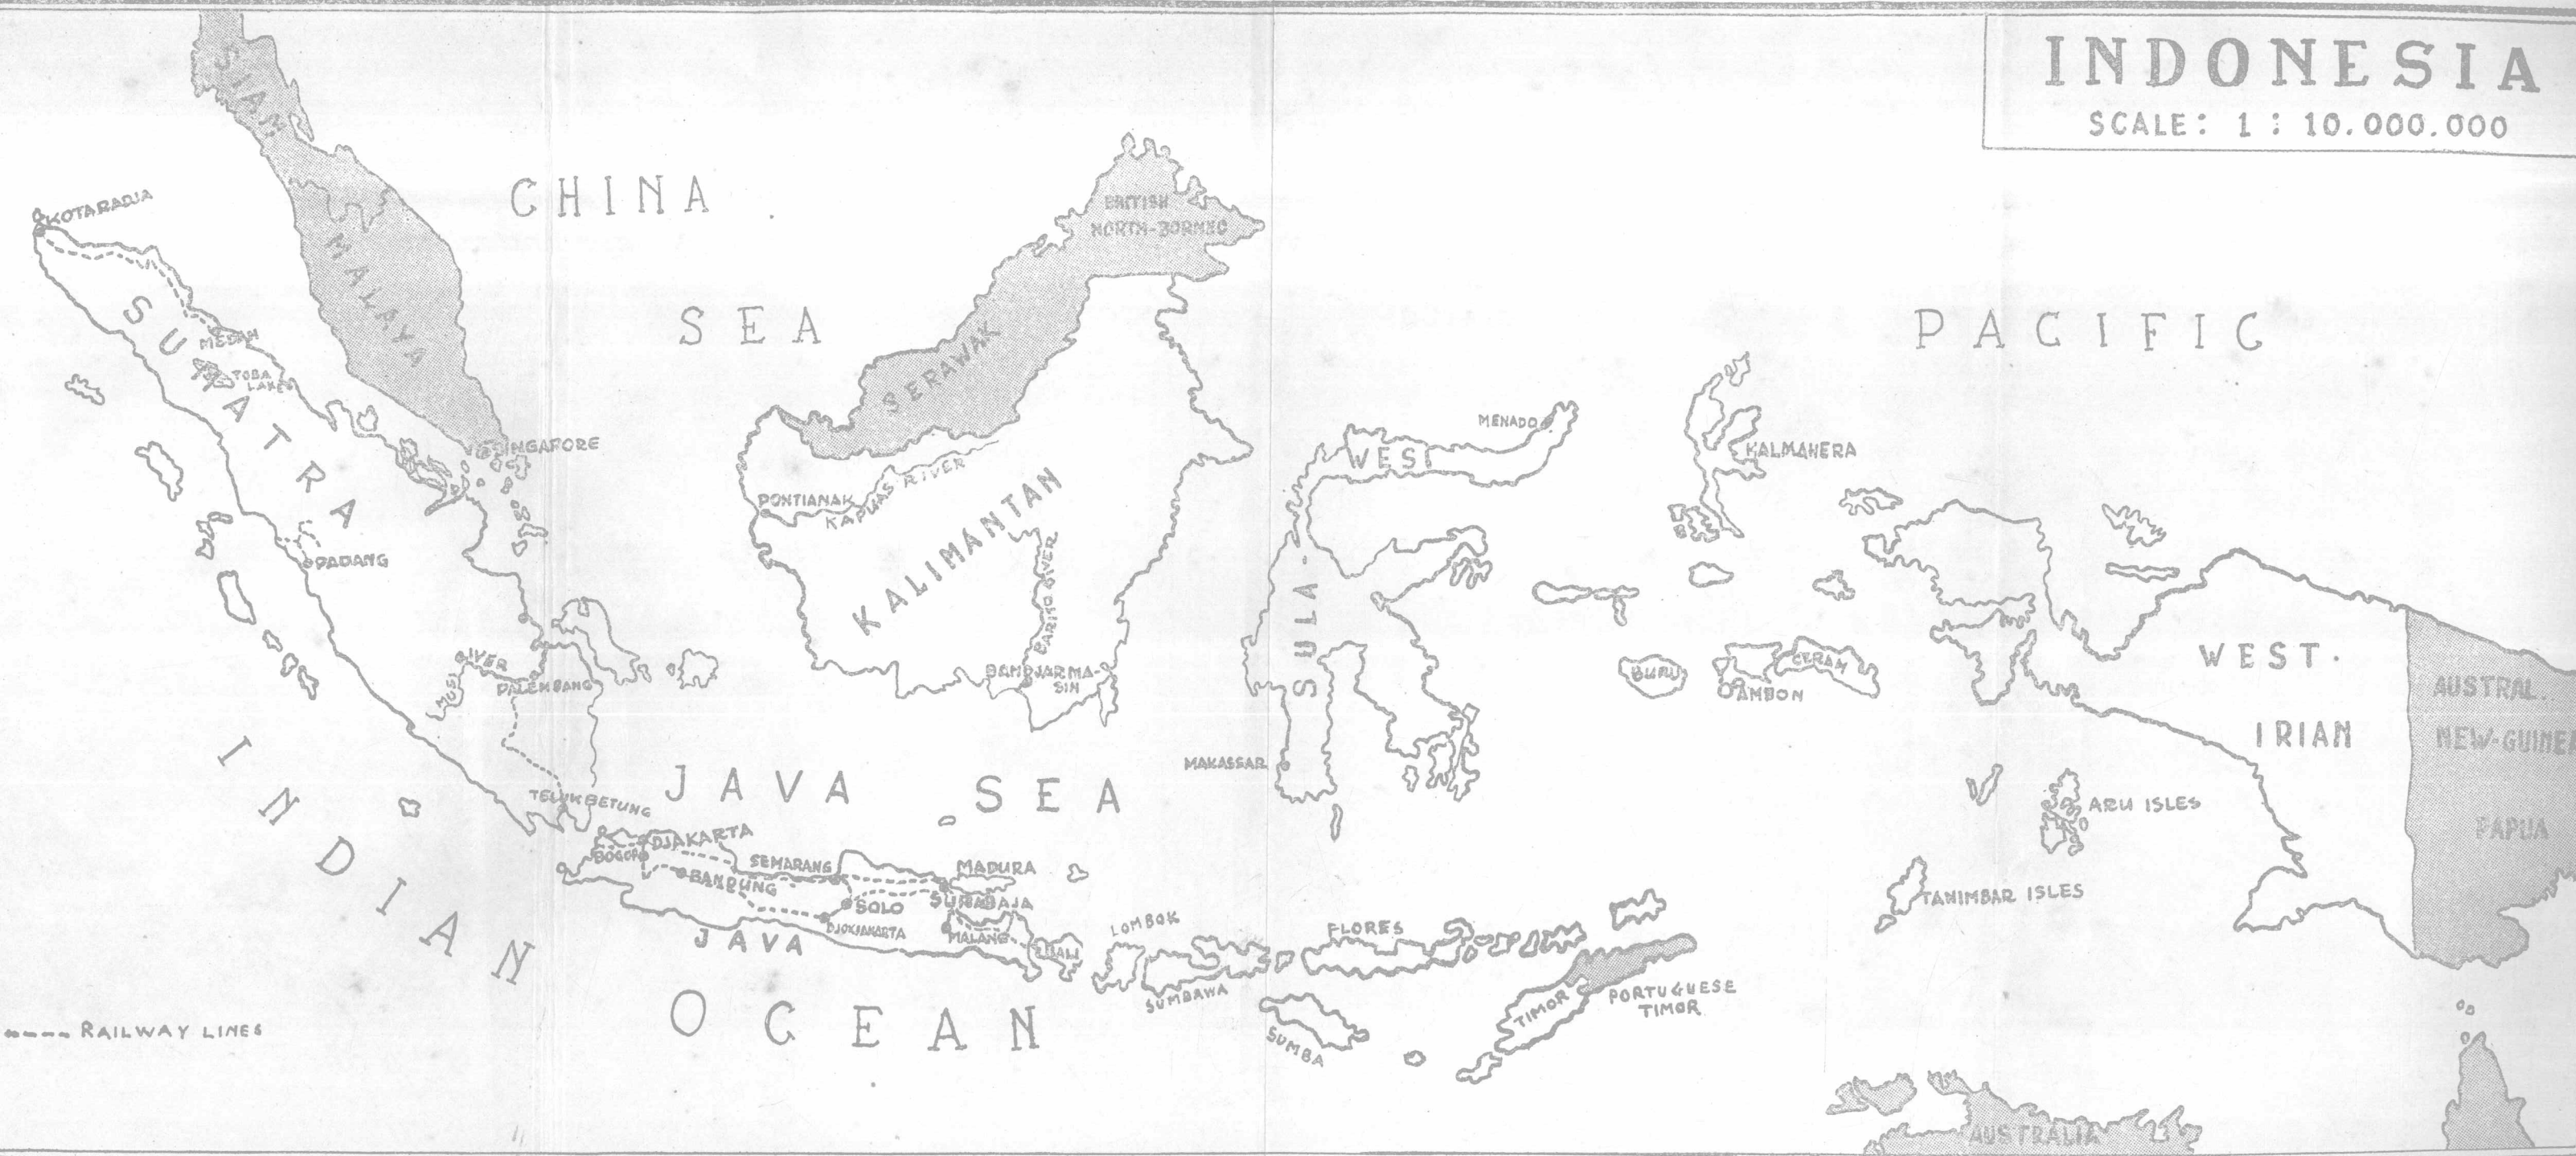 INDONESIA
SCALE: 1 : 10.000.000
SIAM
MALAYA
CHINA
SEA
PACIFIC
KOTARADJA
SUMATRA
MEDAN
TOBA
LAKE
SINGAPORE
PADANG
MUSI RIVER
PALEMBANG
TELUKBETUNG
BRITISH
NORTH-BORNEO
SERAWAK
PONTIANAK
KAPUAS RIVER
KALIMANTAN
BARITO RIVER
BANDJARMA-
SIN
MENADO
WESI
SULA-
MAKASSAR
KALMAHERA
BURU
CERAM
AMBON
WEST.
IRIAN
AUSTRAL.
NEW-GUINEA
PAPUA
ARU ISLES
TANIMBAR ISLES
JAVA SEA
DJAKARTA
BOGOR
BANDUNG
SEMARANG
SOLO
DJOKJAKARTA
MADURA
SURABAJA
MALANG
JAVA
BALI
LOMBOK
SUMBAWA
FLORES
SUMBA
TIMOR
PORTUGUESE
TIMOR
INDIAN
OCEAN
RAILWAY LINES
AUSTRALIA